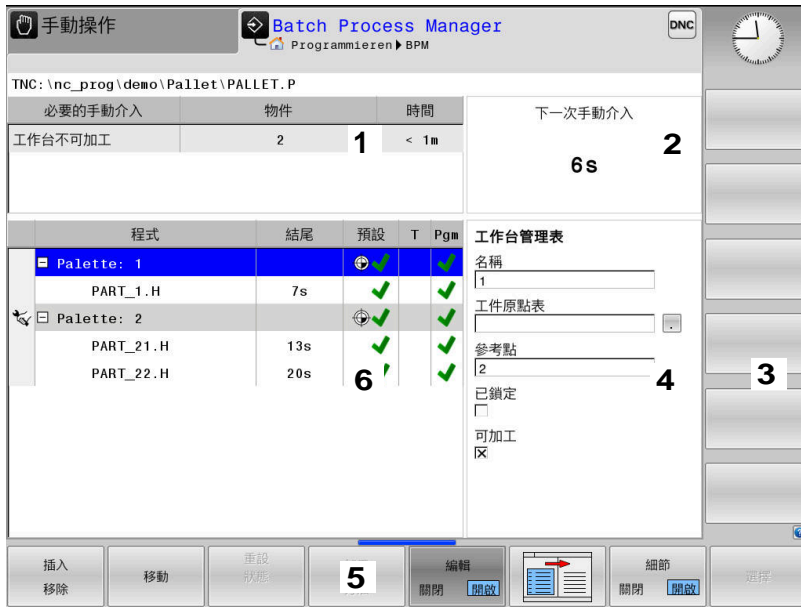 手動操作
Batch Process Manager
Programmieren ▶ BPM
DNC
TNC:\nc_prog\demo\Pallet\PALLET.P
必要的手動介入 物件 時間
工作台不可加工 2 < 1m
1
下一次手動介入
2
6s
程式 結尾 預設 T Pgm
Palette: 1
PART_1.H 7s
Palette: 2
PART_21.H 13s
PART_22.H 20s
6
工作台管理表
名稱
1
工件原點表
.
參考點
2
4
已鎖定
可加工
3
插入
移除
移動
重設
狀態
5
編輯
關閉 開啟
細節
關閉 開啟
選擇